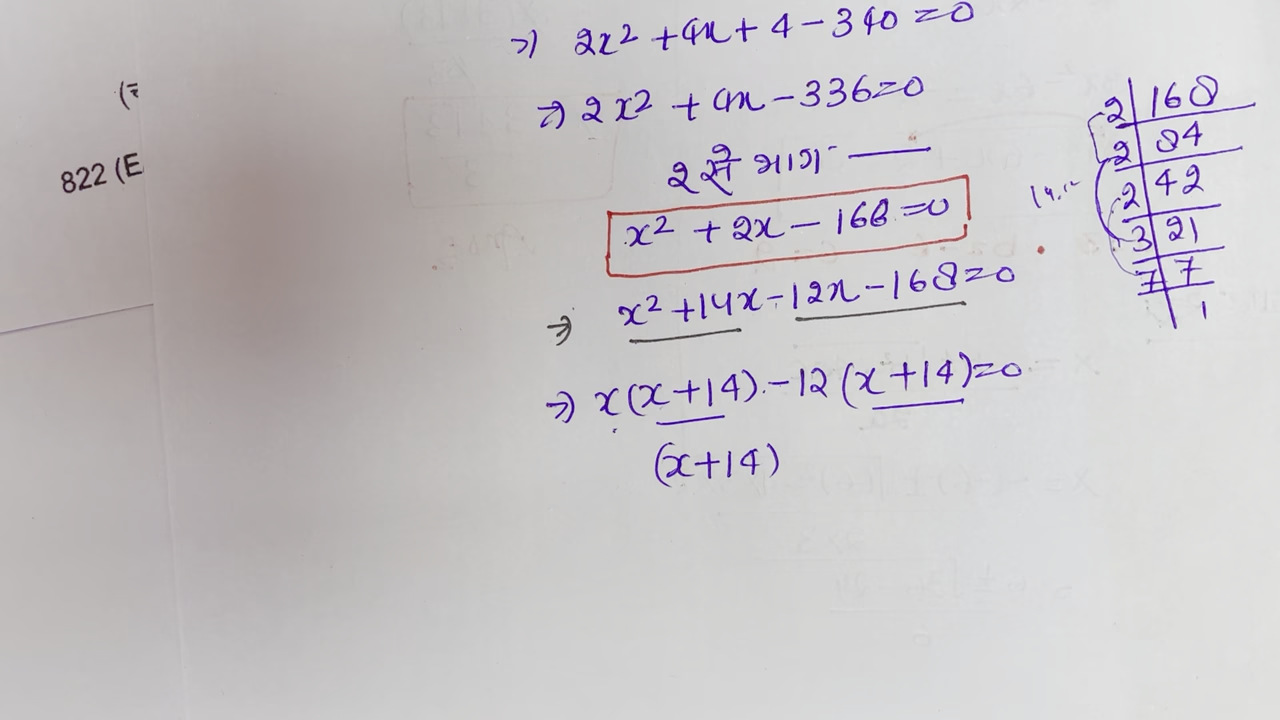 ⇒ 2x² + 4x + 4 - 340 = 0
⇒ 2x² + 4x - 336 = 0
2 से भाग —
x² + 2x - 168 = 0
⇒ x² + 14x - 12x - 168 = 0
⇒ x(x+14) - 12(x+14) = 0
(x+14)
822 (E
2 | 168
2 | 84
2 | 42
3 | 21
7 | 7
| 1